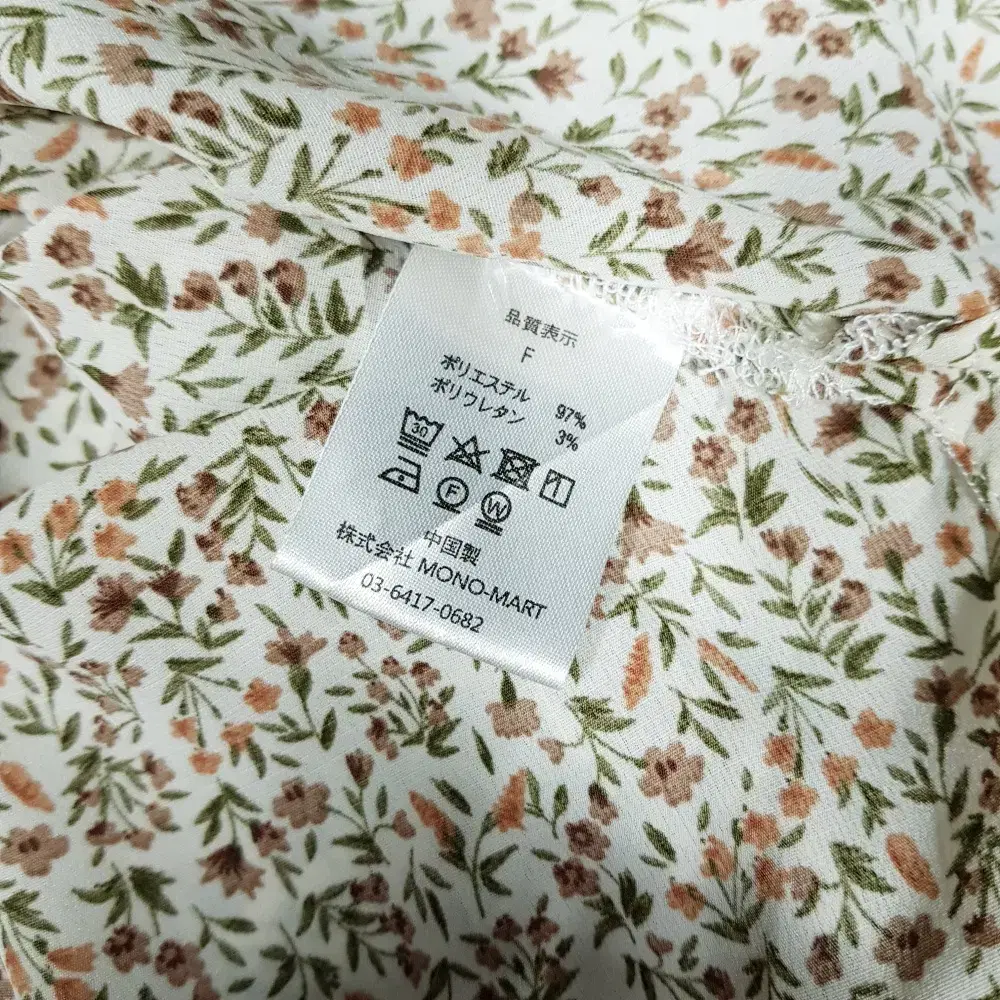 品質表示
F
ポリエステル 97%
ポリウレタン 3%
30
F W
中国製
株式会社 MONO-MART
03-6417-0682